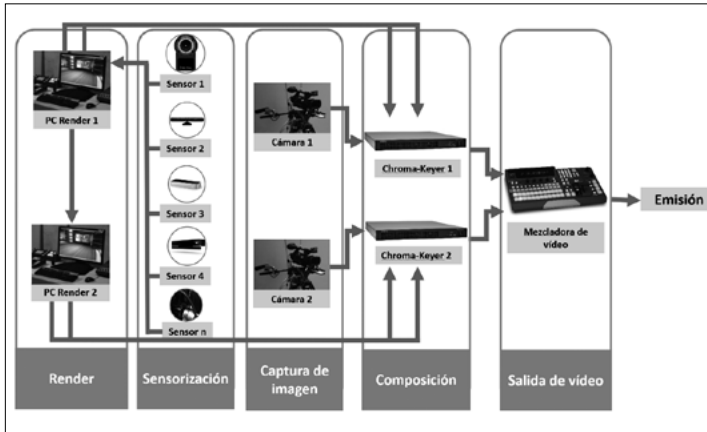 PC Render 1
PC Render 2
Render
Sensor 1
Sensor 2
Sensor 3
Sensor 4
Sensor n
Sensorización
Cámara 1
Cámara 2
Captura de
imagen
Chroma-Keyer 1
Chroma-Keyer 2
Composición
Mezcladora de
vídeo
Salida de vídeo
Emisión